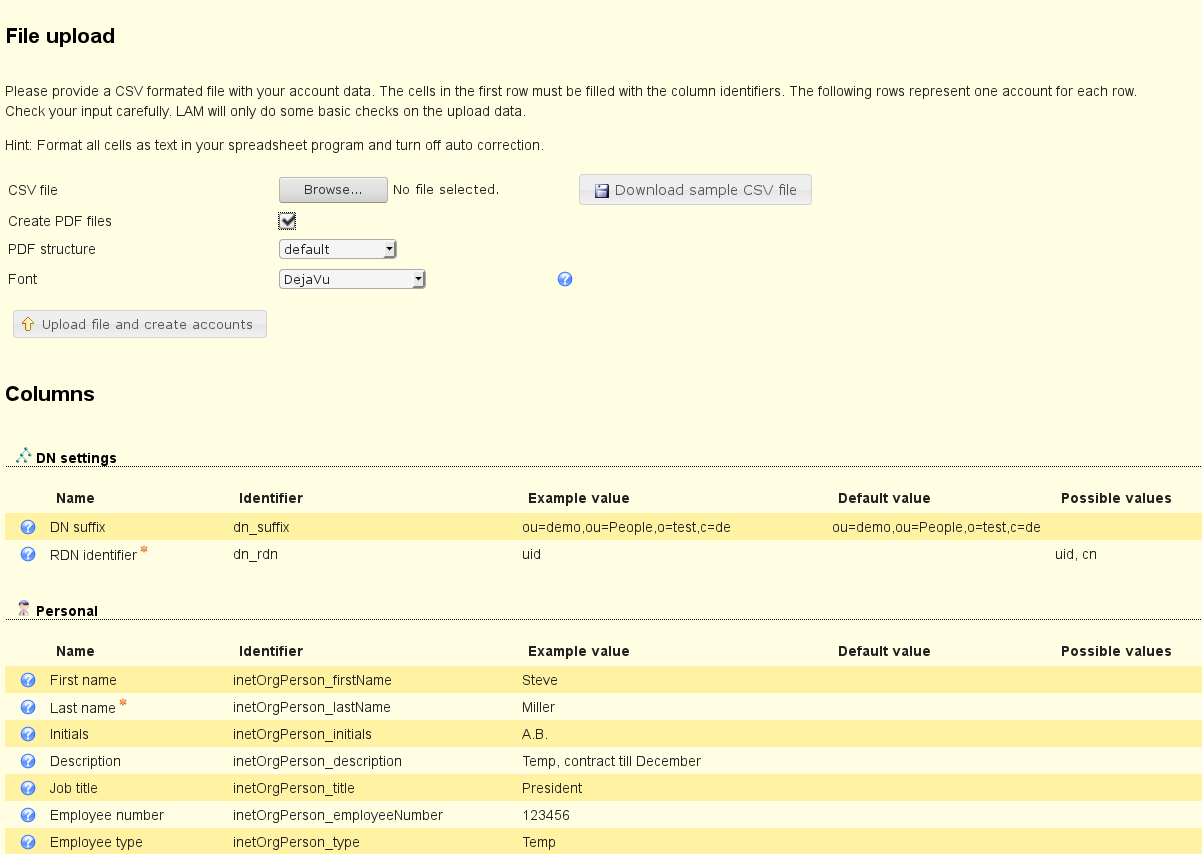 File upload
Please provide a CSV formated file with your account data. The cells in the first row must be filled with the column identifiers. The following rows represent one account for each row.
Check your input carefully. LAM will only do some basic checks on the upload data.
Hint: Format all cells as text in your spreadsheet program and turn off auto correction.
CSV file Browse... No file selected. Download sample CSV file
Create PDF files
PDF structure default
Font DejaVu
Upload file and create accounts
Columns
DN settings
Name Identifier Example value Default value Possible values
DN suffix dn_suffix ou=demo,ou=People,o=test,c=de ou=demo,ou=People,o=test,c=de
RDN identifier * dn_rdn uid uid, cn
Personal
Name Identifier Example value Default value Possible values
First name inetOrgPerson_firstName Steve
Last name * inetOrgPerson_lastName Miller
Initials inetOrgPerson_initials A.B.
Description inetOrgPerson_description Temp, contract till December
Job title inetOrgPerson_title President
Employee number inetOrgPerson_employeeNumber 123456
Employee type inetOrgPerson_type Temp